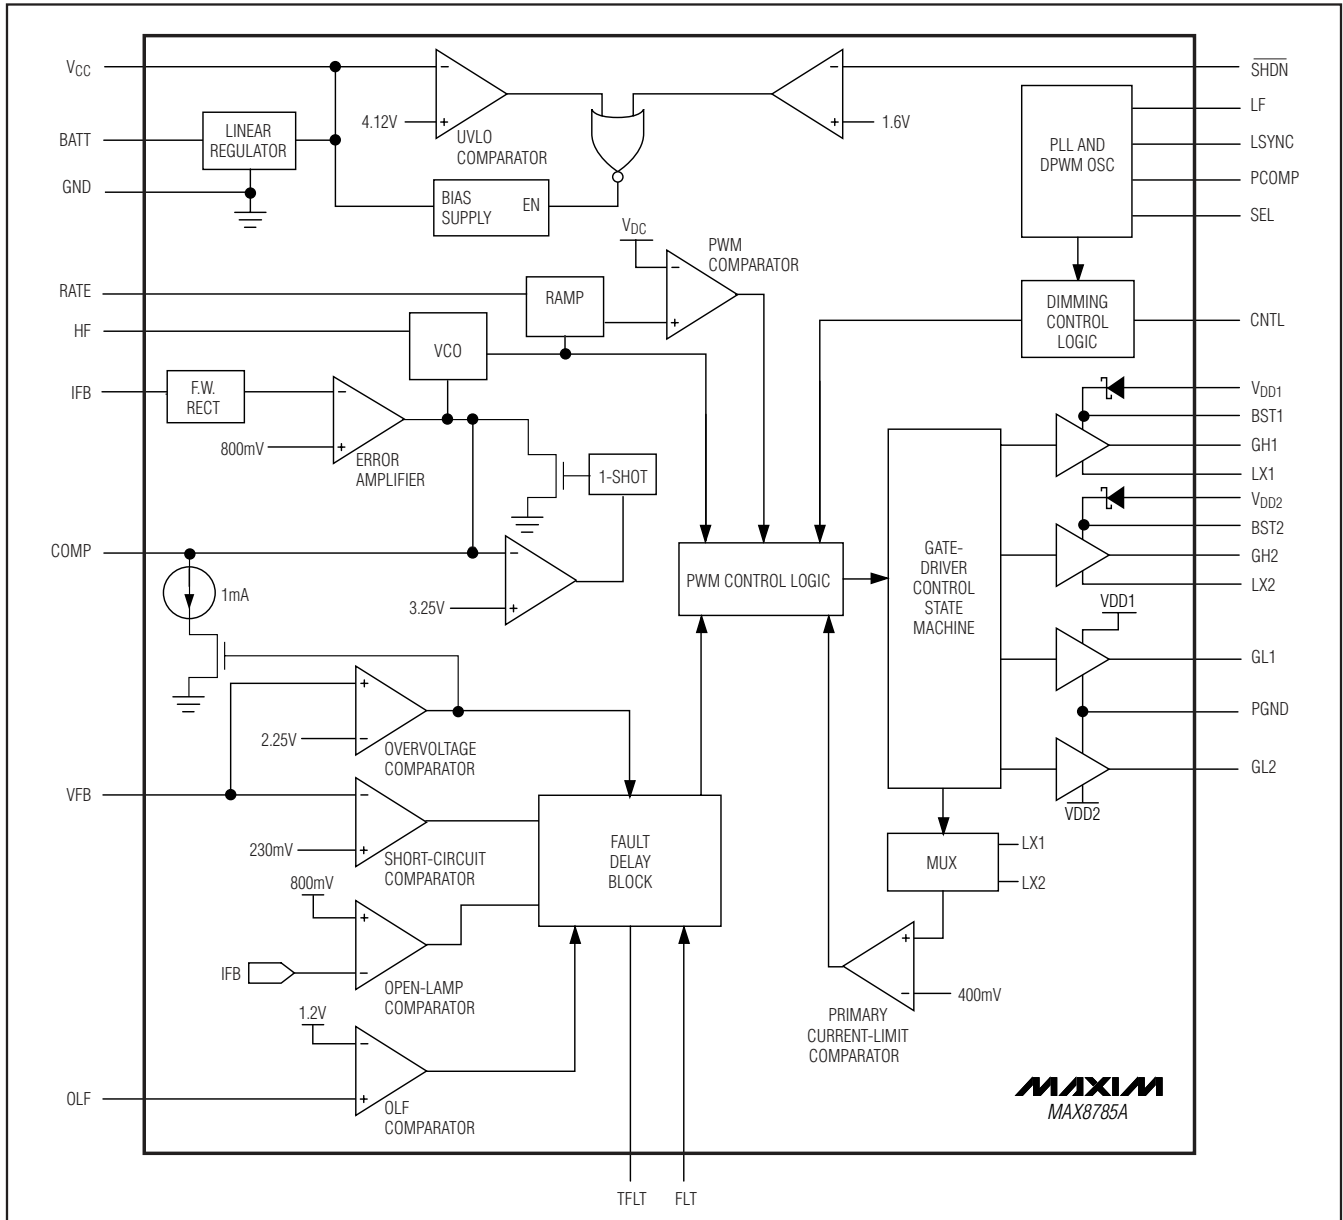 VCC
BATT
GND
LINEAR
REGULATOR
4.12V
UVLO
COMPARATOR
BIAS
SUPPLY
EN
1.6V
SHDN
LF
LSYNC
PCOMP
SEL
PLL AND
DPWM OSC
VDC
PWM
COMPARATOR
RATE
RAMP
HF
VCO
DIMMING
CONTROL
LOGIC
CNTL
IFB
F.W.
RECT
800mV
ERROR
AMPLIFIER
1-SHOT
VDD1
BST1
GH1
LX1
VDD2
BST2
GH2
LX2
COMP
1mA
3.25V
PWM CONTROL LOGIC
GATE-
DRIVER
CONTROL
STATE
MACHINE
VDD1
GL1
PGND
GL2
VDD2
2.25V
OVERVOLTAGE
COMPARATOR
VFB
230mV
SHORT-CIRCUIT
COMPARATOR
FAULT
DELAY
BLOCK
MUX
LX1
LX2
800mV
IFB
OPEN-LAMP
COMPARATOR
400mV
PRIMARY
CURRENT-LIMIT
COMPARATOR
1.2V
OLF
OLF
COMPARATOR
MAXIM
MAX8785A
TFLT
FLT